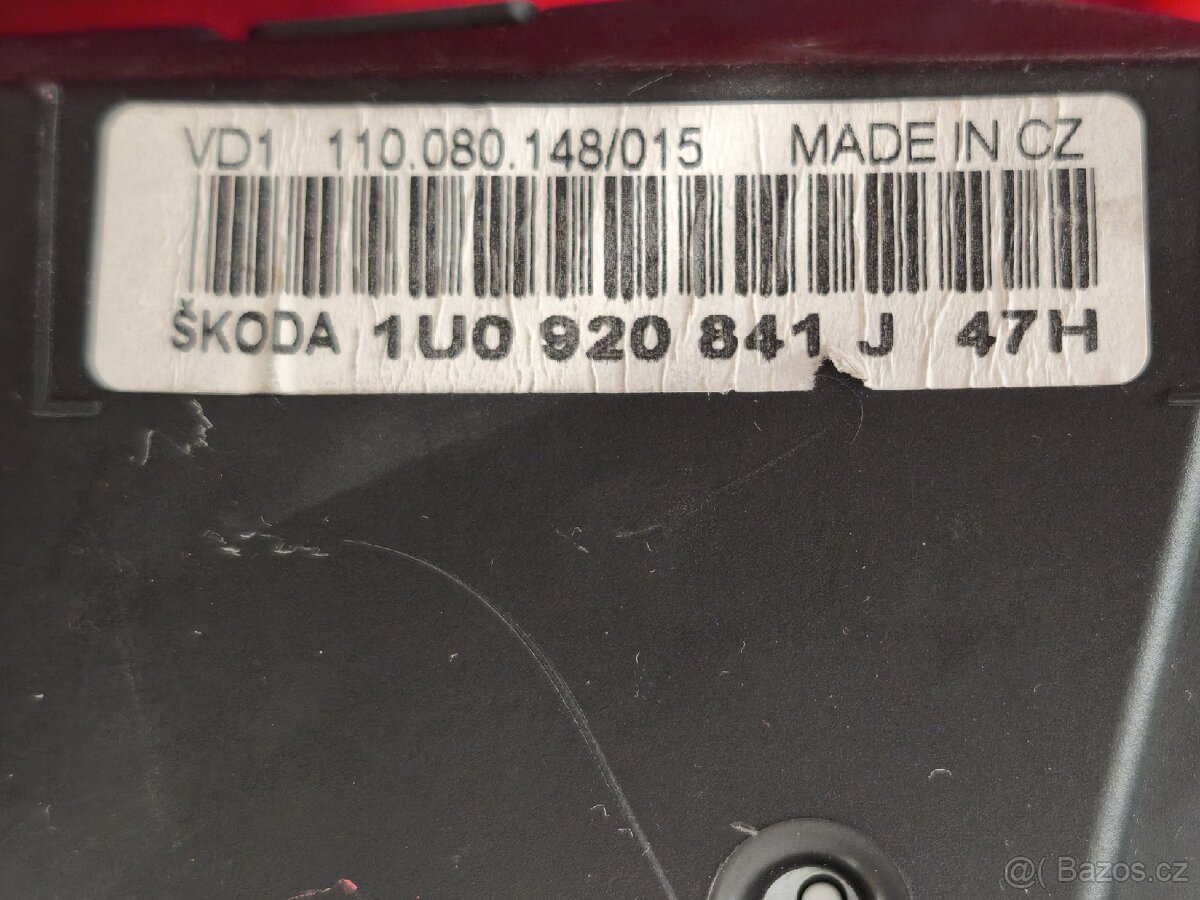 VD1 110.080.148/015 MADE IN CZ
ŠKODA 1U0 920 841 J 47H
@( Bazos.cz